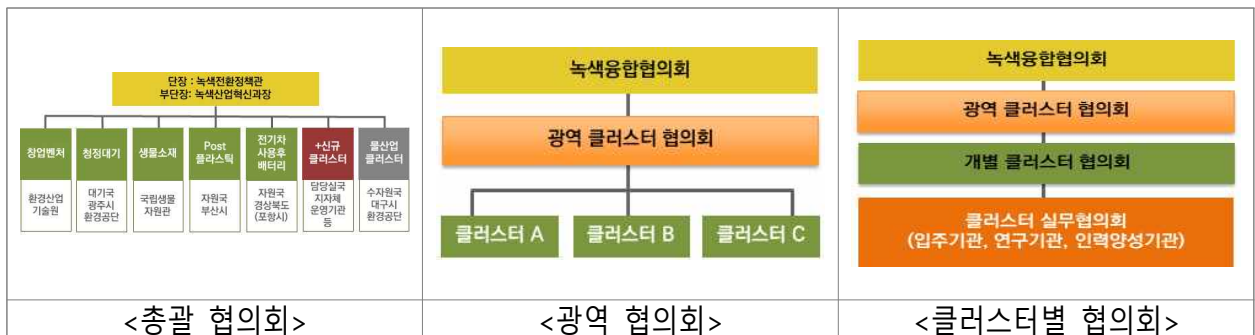 단장 : 녹색전환정책관
부단장: 녹색산업혁신과장
창업벤처
환경산업
기술원
청정대기
대기국
광주시
환경공단
생물소재
국립생물
자원관
Post
플라스틱
자원국
부산시
전기차
사용후
배터리
자원국
경상북도
(포항시)
+신규
클러스터
담당실국
지자체
운영기관
등
물산업
클러스터
수자원국
대구시
환경공단
<총괄 협의회>
녹색융합협의회
광역 클러스터 협의회
클러스터 A
클러스터 B
클러스터 C
<광역 협의회>
녹색융합협의회
광역 클러스터 협의회
개별 클러스터 협의회
클러스터 실무협의회
(입주기관, 연구기관, 인력양성기관)
<클러스터별 협의회>